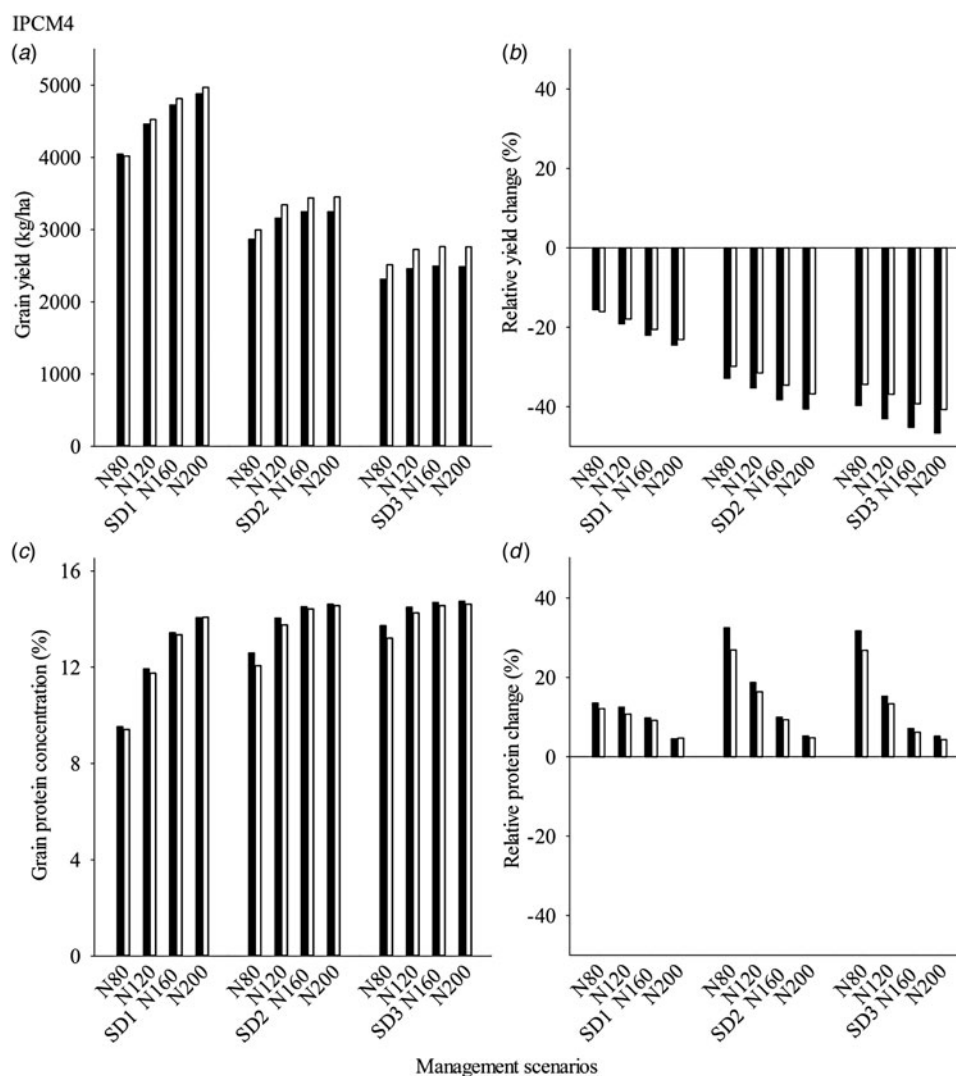 IPCM4
(a)
Grain yield (kg/ha)
5000
4000
3000
2000
1000
0
N80
N120
N160
N200
SD1
N80
N120
N160
N200
SD2
N80
N120
N160
N200
SD3
(b)
Relative yield change (%)
40
20
0
-20
-40
N80
N120
N160
N200
SD1
N80
N120
N160
N200
SD2
N80
N120
N160
N200
SD3
(c)
Grain protein concentration (%)
16
12
8
4
0
N80
N120
N160
N200
SD1
N80
N120
N160
N200
SD2
N80
N120
N160
N200
SD3
(d)
Relative protein change (%)
40
20
0
-20
-40
N80
N120
N160
N200
SD1
N80
N120
N160
N200
SD2
N80
N120
N160
N200
SD3
Management scenarios